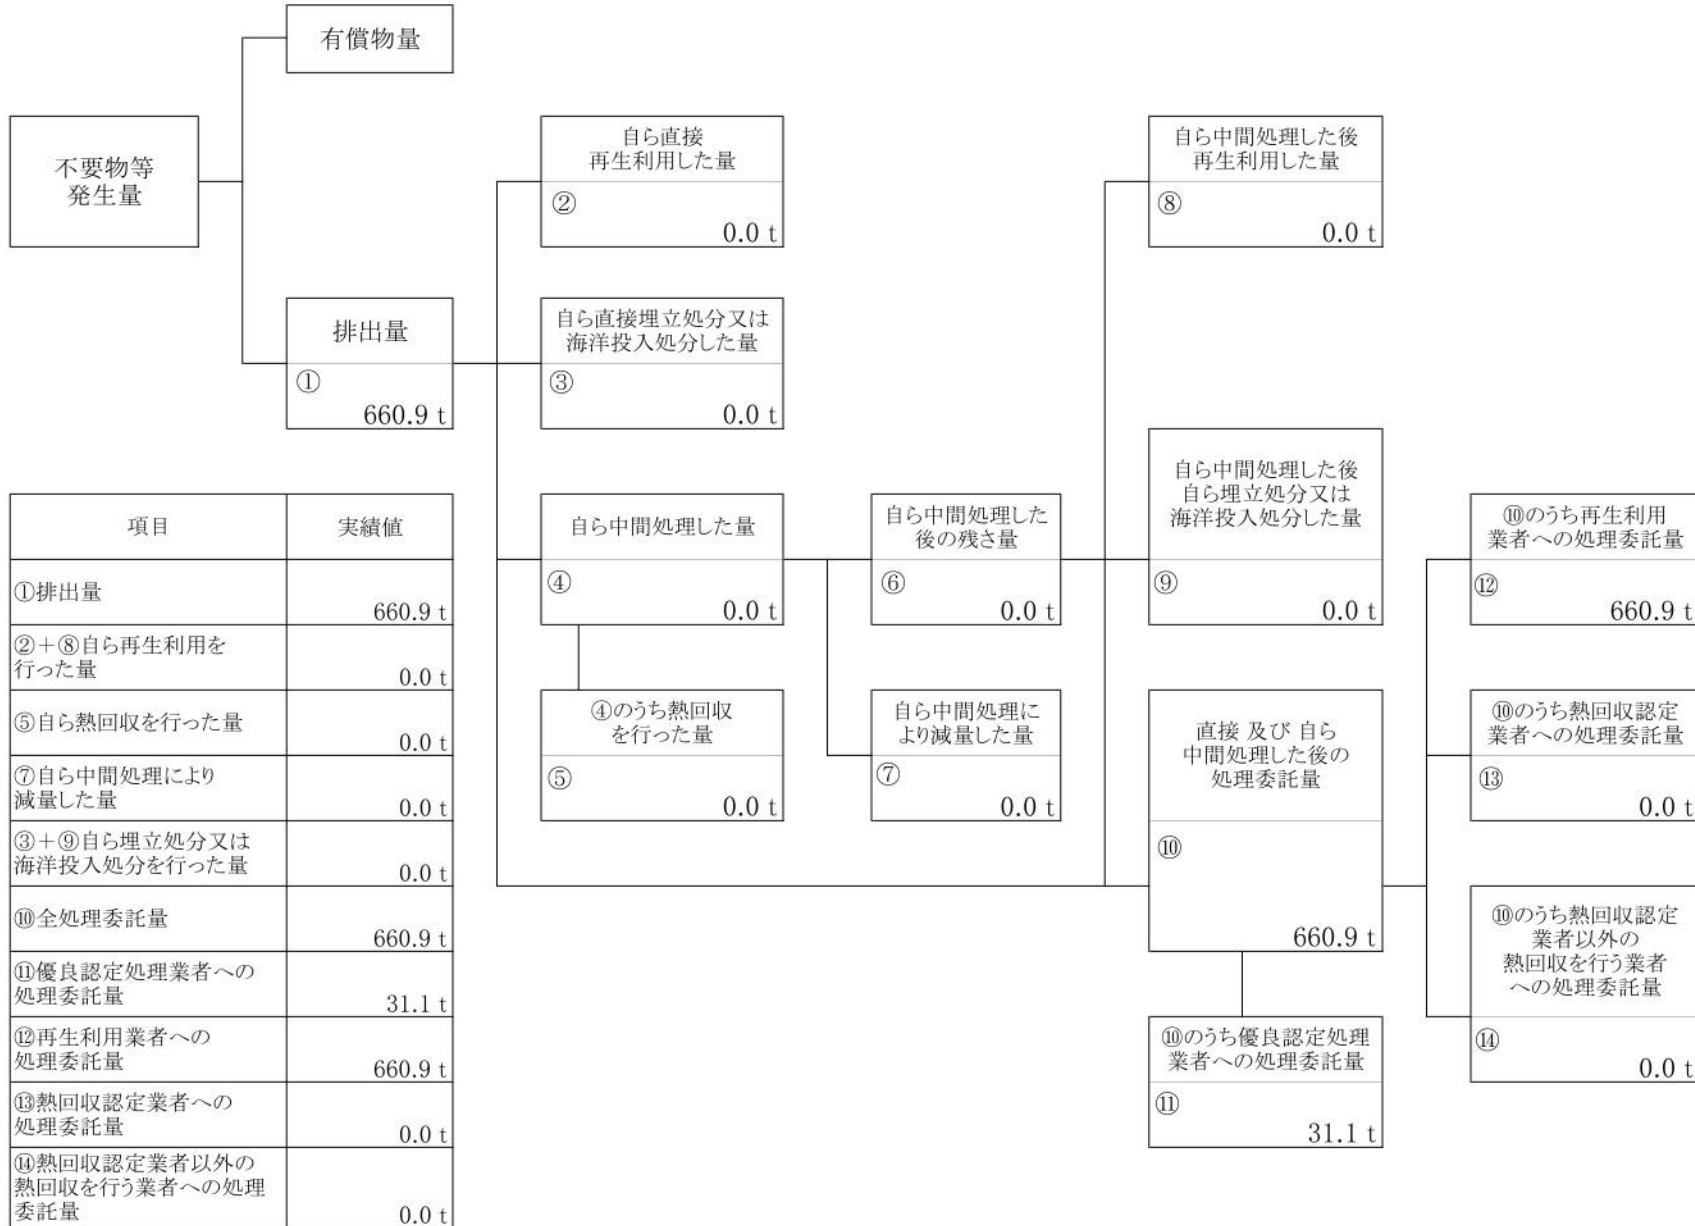 有償物量
不要物等
発生量
自ら直接
再生利用した量
②
0.0 t
自ら中間処理した後
再生利用した量
⑧
0.0 t
排出量
①
660.9 t
自ら直接埋立処分又は
海洋投入処分した量
③
0.0 t
自ら中間処理した量
④
0.0 t
自ら中間処理した
後の残さ量
⑥
0.0 t
自ら中間処理した後
自ら埋立処分又は
海洋投入処分した量
⑨
0.0 t
⑩のうち再生利用
業者への処理委託量
⑫
660.9 t
④のうち熱回収
を行った量
⑤
0.0 t
自ら中間処理に
より減量した量
⑦
0.0 t
直接 及び 自ら
中間処理した後の
処理委託量
⑩
660.9 t
⑩のうち熱回収認定
業者への処理委託量
⑬
0.0 t
⑩のうち熱回収認定
業者以外の
熱回収を行う業者
への処理委託量
⑭
0.0 t
⑩のうち優良認定処理
業者への処理委託量
⑪
31.1 t
項目 実績値
①排出量
660.9 t
②+⑧自ら再生利用を
行った量
0.0 t
⑤自ら熱回収を行った量
0.0 t
⑦自ら中間処理により
減量した量
0.0 t
③+⑨自ら埋立処分又は
海洋投入処分を行った量
0.0 t
⑩全処理委託量
660.9 t
⑪優良認定処理業者への
処理委託量
31.1 t
⑫再生利用業者への
処理委託量
660.9 t
⑬熱回収認定業者への
処理委託量
0.0 t
⑭熱回収認定業者以外の
熱回収を行う業者への処理
委託量
0.0 t